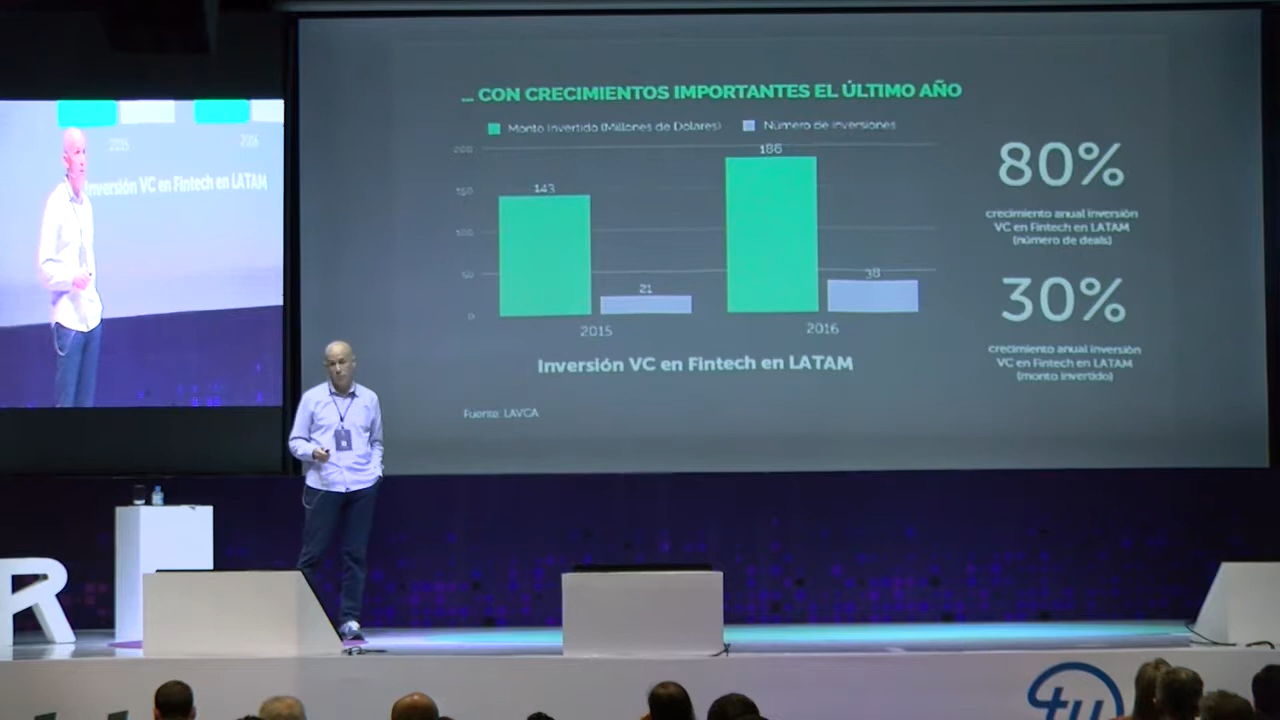 ... CON CRECIMIENTOS IMPORTANTES EL ÚLTIMO AÑO
Monto Invertido (Millones de Dolares)
Número de inversiones
200
150
100
50
0
143
21
186
38
2015
2016
Inversión VC en Fintech en LATAM
Fuente: LAVCA
80%
crecimiento anual inversión
VC en Fintech en LATAM
(número de deals)
30%
crecimiento anual inversión
VC en Fintech en LATAM
(monto invertido)
2015
2016
Inversión VC en Fintech en LATAM
R
tu